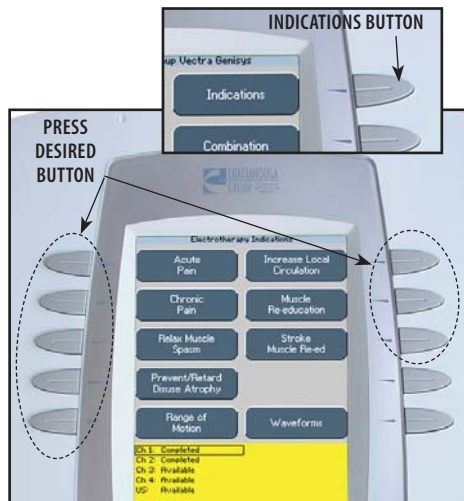 INDICATIONS BUTTON
up Vectra Genisys
Indications
Combination
PRESS
DESIRED
BUTTON
CHATTANOOGA
GROUP
Electrotherapy Indications
Acute
Pain
Increase Local
Circulation
Chronic
Pain
Muscle
Re-education
Relax Muscle
Spasm
Stroke
Muscle Re-ed
Prevent/Retard
Disuse Atrophy
Range of
Motion
Waveforms
Ch 1: Completed
Ch 2: Completed
Ch 3: Available
Ch 4: Available
US: Available